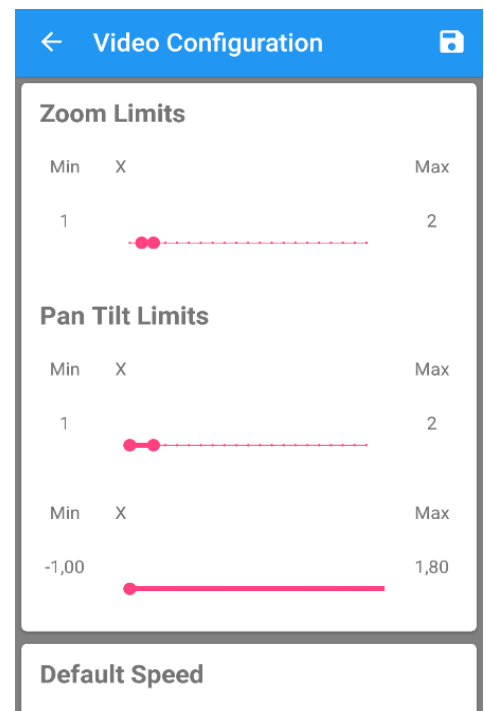 Video Configuration
Zoom Limits
Min X Max
1 2
Pan Tilt Limits
Min X Max
1 2
Min X Max
-1,00 1,80
Default Speed